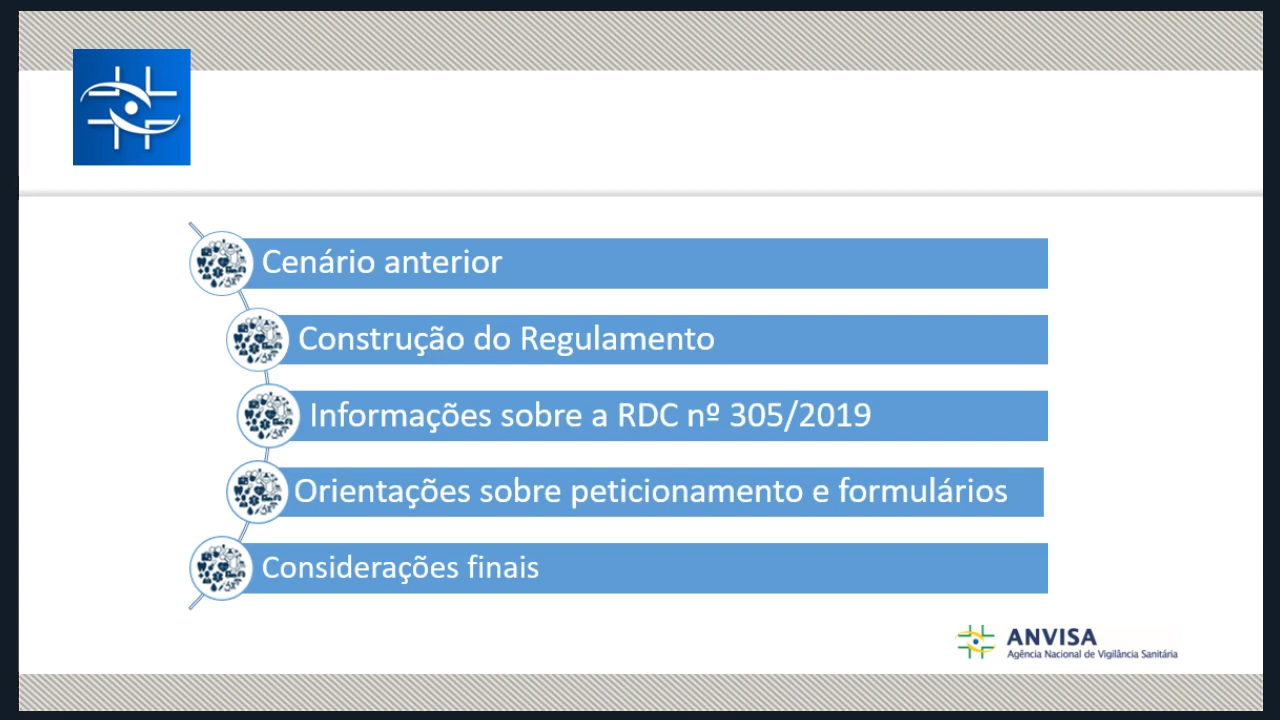 Cenário anterior
Construção do Regulamento
Informações sobre a RDC nº 305/2019
Orientações sobre peticionamento e formulários
Considerações finais
ANVISA
Agência Nacional de Vigilância Sanitária